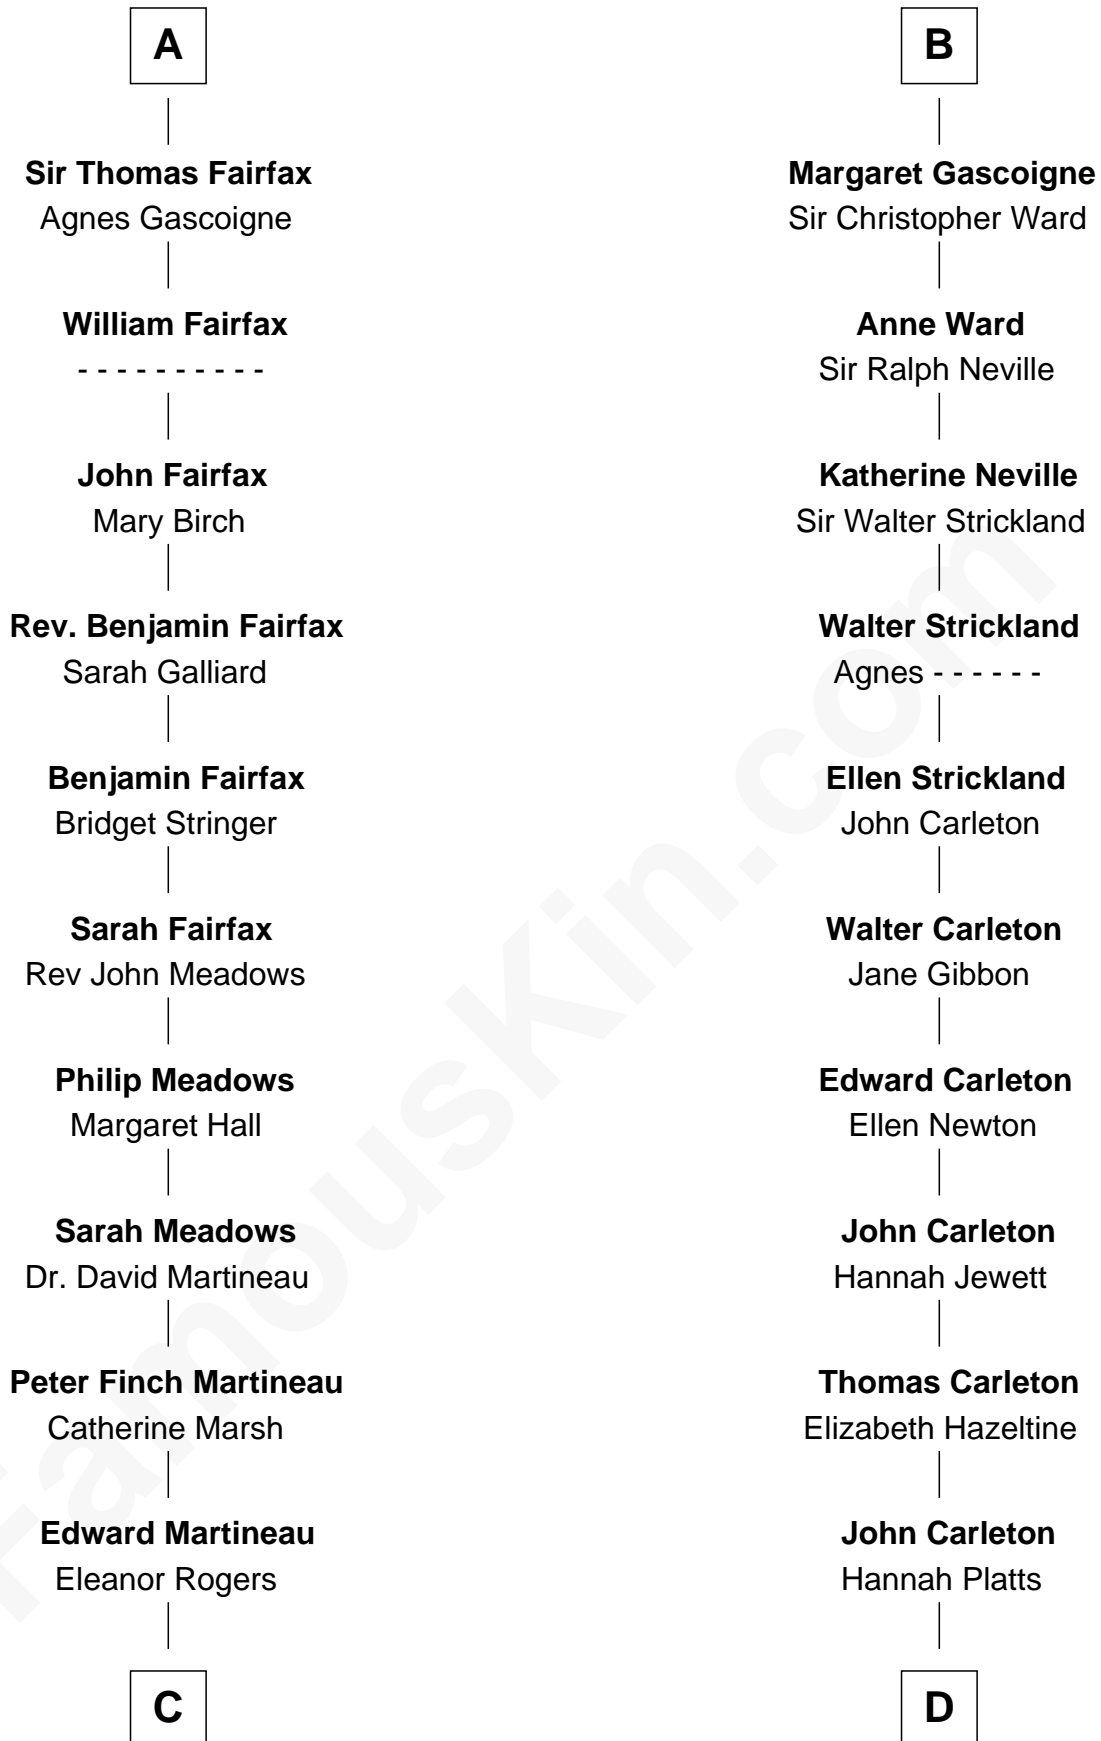 A
Sir Thomas Fairfax
Agnes Gascoigne
William Fairfax
- - - - - - - - - -
John Fairfax
Mary Birch
Rev. Benjamin Fairfax
Sarah Galliard
Benjamin Fairfax
Bridget Stringer
Sarah Fairfax
Rev John Meadows
Philip Meadows
Margaret Hall
Sarah Meadows
Dr. David Martineau
Peter Finch Martineau
Catherine Marsh
Edward Martineau
Eleanor Rogers
C
B
Margaret Gascoigne
Sir Christopher Ward
Anne Ward
Sir Ralph Neville
Katherine Neville
Sir Walter Strickland
Walter Strickland
Agnes - - - - - -
Ellen Strickland
John Carleton
Walter Carleton
Jane Gibbon
Edward Carleton
Ellen Newton
John Carleton
Hannah Jewett
Thomas Carleton
Elizabeth Hazeltine
John Carleton
Hannah Platts
D
FamousKin.com